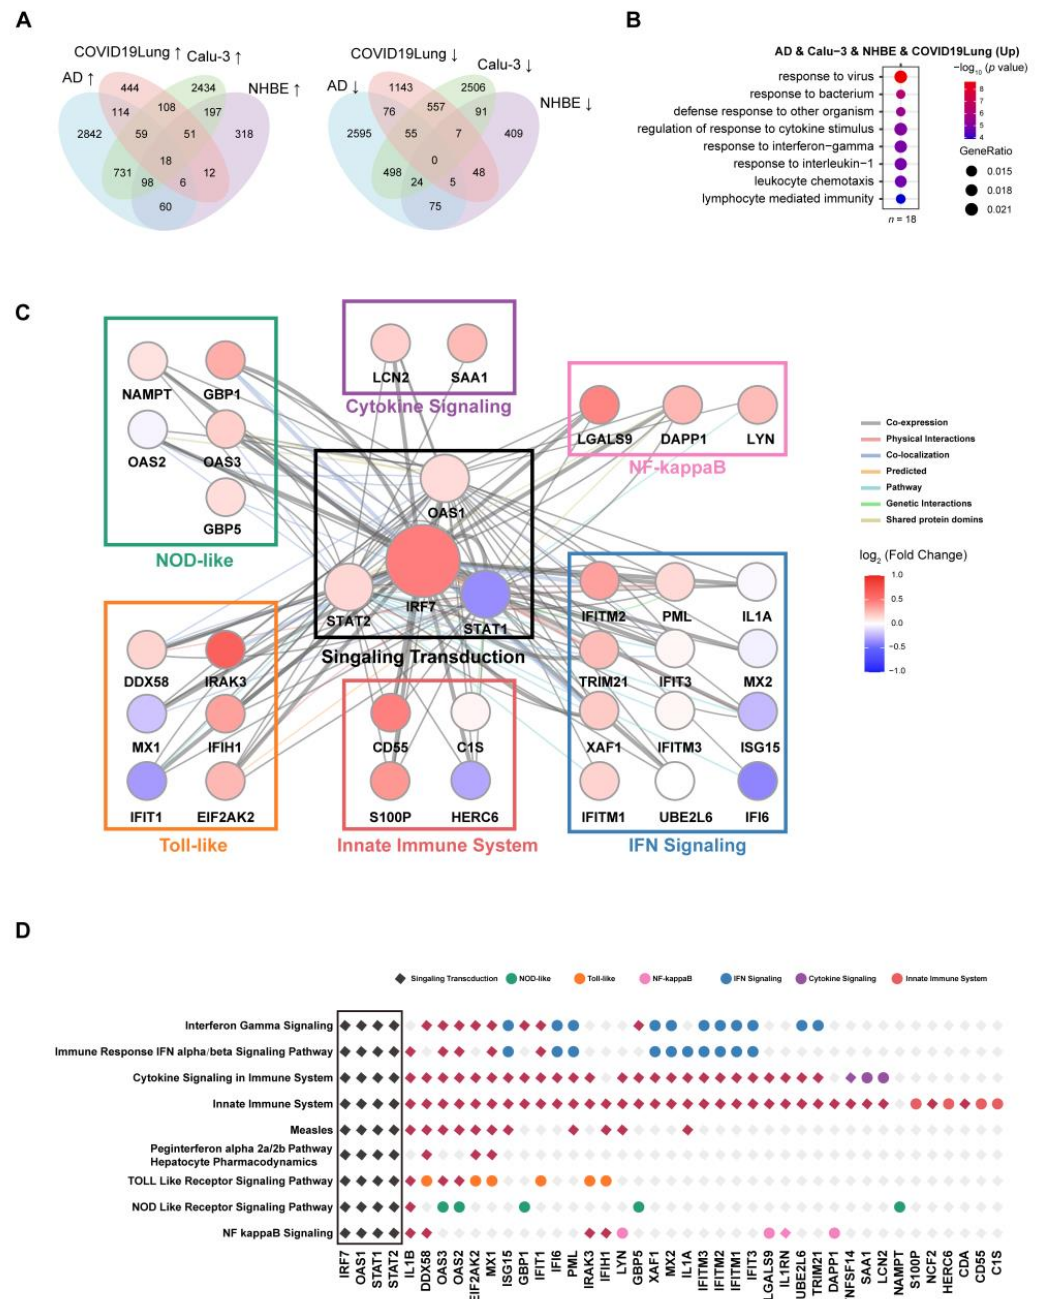 A
COVID19Lung ↑
Calu-3 ↑
AD ↑
NHBE ↑
444
2434
114
108
197
2842
59
51
318
18
731
98
6
12
60
COVID19Lung ↓
Calu-3 ↓
AD ↓
NHBE ↓
1143
2506
76
557
91
2595
55
7
409
0
498
24
5
48
75
B
AD & Calu−3 & NHBE & COVID19Lung (Up)
response to virus
response to bacterium
defense response to other organism
regulation of response to cytokine stimulus
response to interferon−gamma
response to interleukin−1
leukocyte chemotaxis
lymphocyte mediated immunity
n = 18
−log10 (p value)
8
7
6
5
4
GeneRatio
0.015
0.018
0.021
C
NAMPT
GBP1
OAS2
OAS3
GBP5
NOD-like
LCN2
SAA1
Cytokine Signaling
LGALS9
DAPP1
LYN
NF-kappaB
OAS1
IRF7
STAT2
STAT1
Singaling Transduction
DDX58
IRAK3
MX1
IFIH1
IFIT1
EIF2AK2
Toll-like
CD55
C1S
S100P
HERC6
Innate Immune System
IFITM2
PML
IL1A
TRIM21
IFIT3
MX2
XAF1
IFITM3
ISG15
IFITM1
UBE2L6
IFI6
IFN Signaling
Co-expression
Physical Interactions
Co-localization
Predicted
Pathway
Genetic Interactions
Shared protein domins
log2 (Fold Change)
1.0
0.5
0.0
−0.5
−1.0
D
Singaling Transcduction
NOD-like
Toll-like
NF-kappaB
IFN Signaling
Cytokine Signaling
Innate Immune System
Interferon Gamma Signaling
Immune Response IFN alpha/beta Signaling Pathway
Cytokine Signaling in Immune System
Innate Immune System
Measles
Peginterferon alpha 2a/2b Pathway
Hepatocyte Pharmacodynamics
TOLL Like Receptor Signaling Pathway
NOD Like Receptor Signaling Pathway
NF kappaB Signaling
IRF7
OAS1
STAT1
STAT2
IL1B
DDX58
OAS3
OAS2
EIF2AK2
MX1
ISG15
GBP1
IFIT1
IFI6
PML
IRAK3
IFIH1
LYN
GBP5
XAF1
MX2
IL1A
IFITM3
IFITM2
IFITM1
IFIT3
LGALS9
IL1RN
UBE2L6
TRIM21
DAPP1
NFSF14
SAA1
LCN2
NAMPT
S100P
NCF2
HERC6
CDA
CD55
C1S